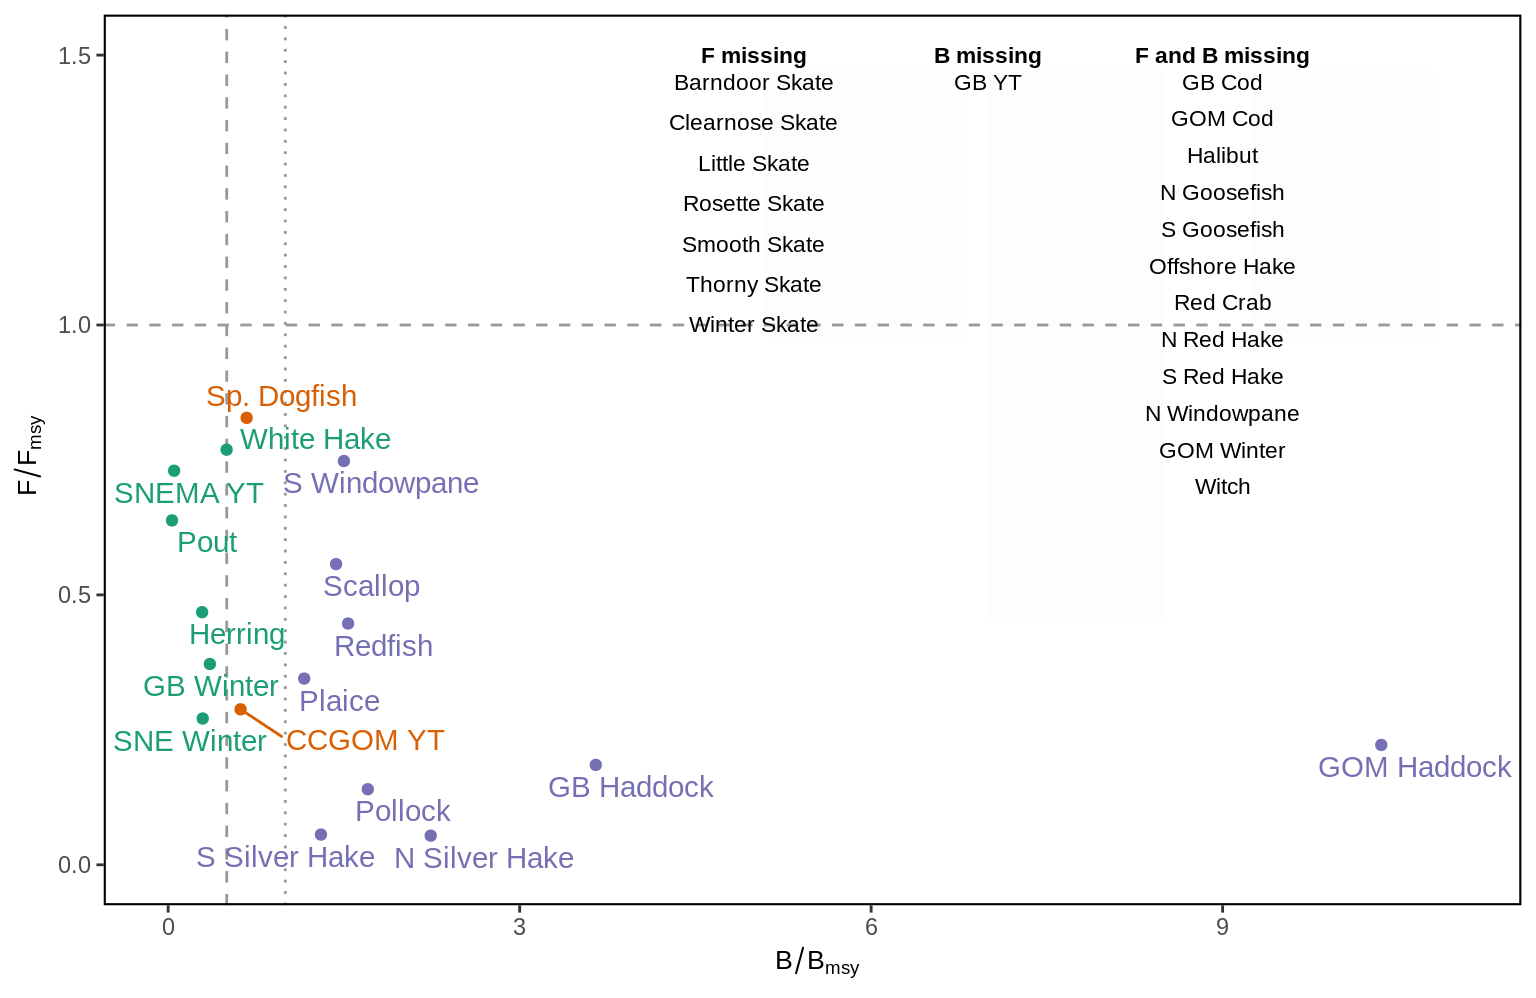 1.5
F missing
B missing
F and B missing
Barndoor Skate
GB YT
GB Cod
Clearnose Skate
GOM Cod
Little Skate
Halibut
Rosette Skate
N Goosefish
Smooth Skate
S Goosefish
Thorny Skate
Offshore Hake
Red Crab
1.0
Winter Skate
N Red Hake
S Red Hake
Sp. Dogfish
N Windowpane
White Hake
GOM Winter
S Windowpane
Witch
SNEMA YT
Pout
0.5
Scallop
Herring
Redfish
GB Winter
Plaice
SNE Winter
CCGOM YT
GOM Haddock
GB Haddock
Pollock
S Silver Hake
N Silver Hake
0.0
0
3
6
9
B/Bmsy
F/Fmsy